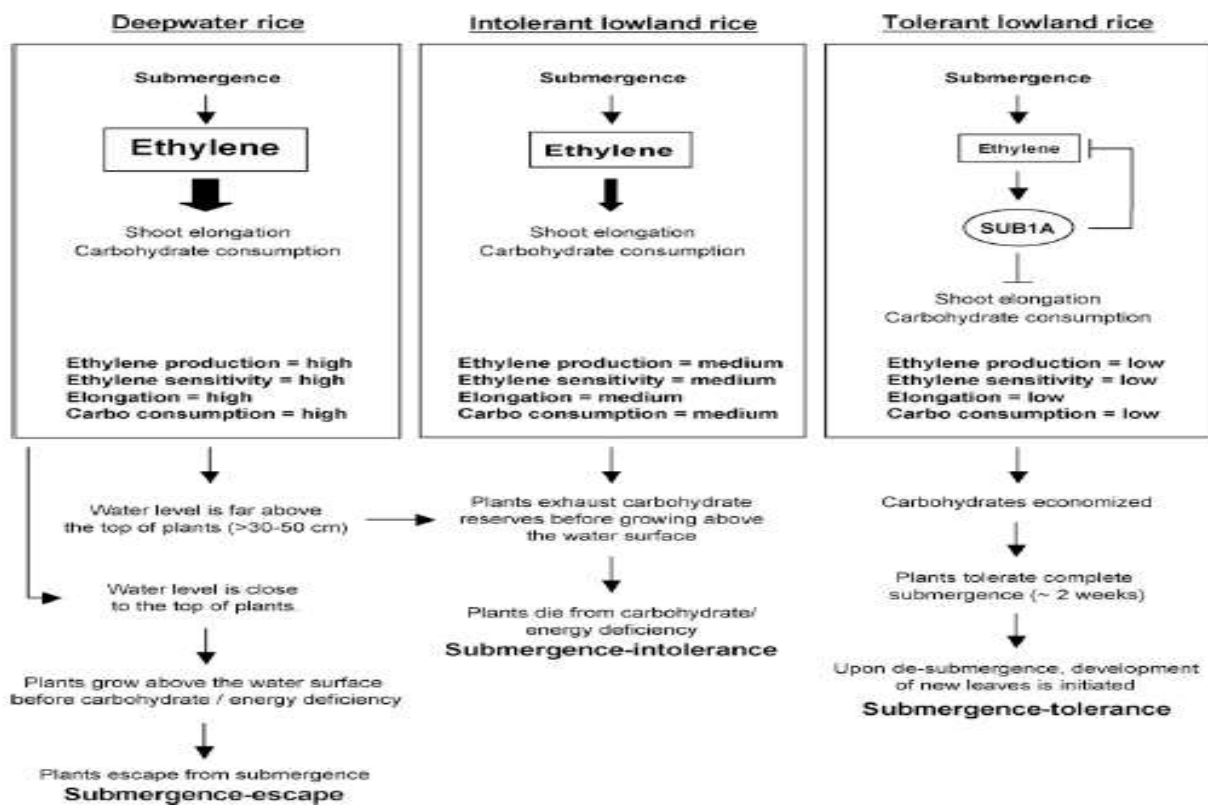 Deepwater rice
Submergence
Ethylene
Shoot elongation
Carbohydrate consumption
Ethylene production = high
Ethylene sensitivity = high
Elongation = high
Carbo consumption = high
Water level is far above
the top of plants (>30-50 cm)
Water level is close
to the top of plants.
Plants grow above the water surface
before carbohydrate / energy deficiency
Plants escape from submergence
Submergence-escape
Intolerant lowland rice
Submergence
Ethylene
Shoot elongation
Carbohydrate consumption
Ethylene production = medium
Ethylene sensitivity = medium
Elongation = medium
Carbo consumption = medium
Plants exhaust carbohydrate
reserves before growing above
the water surface
Plants die from carbohydrate/
energy deficiency
Submergence-intolerance
Tolerant lowland rice
Submergence
Ethylene
SUB1A
Shoot elongation
Carbohydrate consumption
Ethylene production = low
Ethylene sensitivity = low
Elongation = low
Carbo consumption = low
Carbohydrates economized
Plants tolerate complete
submergence (~ 2 weeks)
Upon de-submergence, development
of new leaves is initiated
Submergence-tolerance